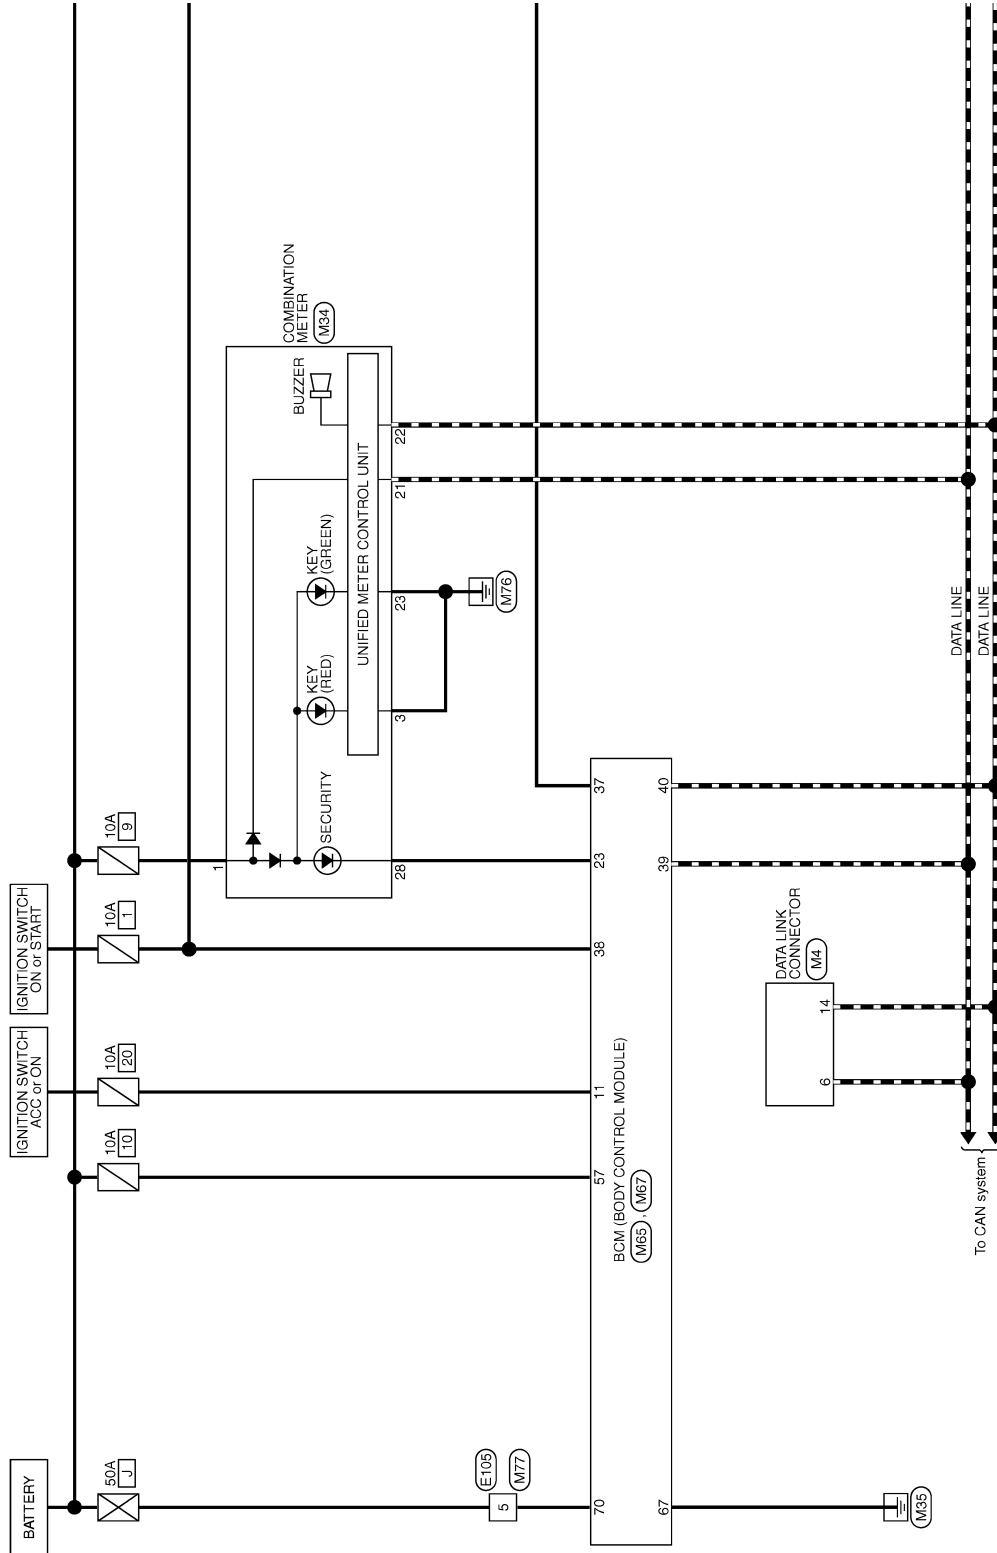 BATTERY
50A
J
IGNITION SWITCH
ACC or ON
IGNITION SWITCH
ON or START
10A
10
10A
20
10A
1
10A
9
COMBINATION
METER
M34
BUZZER
1
SECURITY
KEY
(RED)
KEY
(GREEN)
UNIFIED METER CONTROL UNIT
28
3
23
21
22
M76
E105
5
M77
70
57
11
38
23
37
BCM (BODY CONTROL MODULE)
M65 , M67
67
39
40
M35
DATA LINK
CONNECTOR
M4
6
14
DATA LINE
DATA LINE
To CAN system